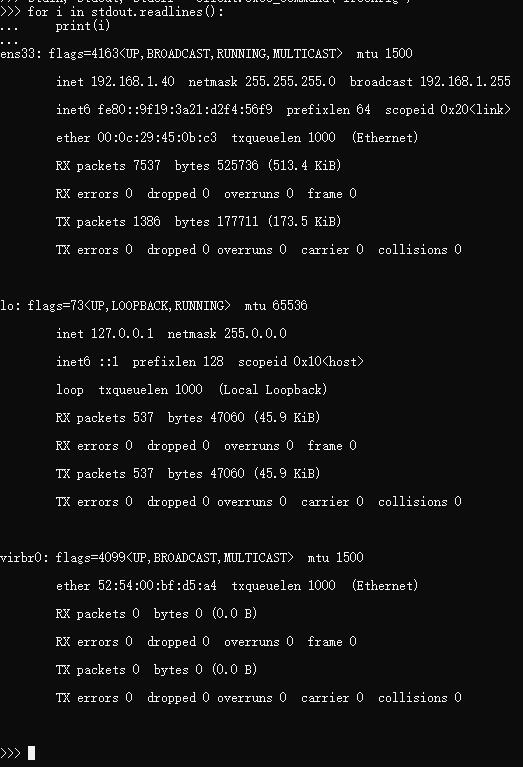 >>> for i in stdout.readlines():
...     print(i)
...
ens33: flags=4163<UP,BROADCAST,RUNNING,MULTICAST>  mtu 1500
        inet 192.168.1.40  netmask 255.255.255.0  broadcast 192.168.1.255
        inet6 fe80::9f19:3a21:d2f4:56f9  prefixlen 64  scopeid 0x20<link>
        ether 00:0c:29:45:0b:c3  txqueuelen 1000  (Ethernet)
        RX packets 7537  bytes 525736 (513.4 KiB)
        RX errors 0  dropped 0  overruns 0  frame 0
        TX packets 1386  bytes 177711 (173.5 KiB)
        TX errors 0  dropped 0 overruns 0  carrier 0  collisions 0
lo: flags=73<UP,LOOPBACK,RUNNING>  mtu 65536
        inet 127.0.0.1  netmask 255.0.0.0
        inet6 ::1  prefixlen 128  scopeid 0x10<host>
        loop  txqueuelen 1000  (Local Loopback)
        RX packets 537  bytes 47060 (45.9 KiB)
        RX errors 0  dropped 0  overruns 0  frame 0
        TX packets 537  bytes 47060 (45.9 KiB)
        TX errors 0  dropped 0 overruns 0  carrier 0  collisions 0
virbr0: flags=4099<UP,BROADCAST,MULTICAST>  mtu 1500
        ether 52:54:00:bf:d5:a4  txqueuelen 1000  (Ethernet)
        RX packets 0  bytes 0 (0.0 B)
        RX errors 0  dropped 0  overruns 0  frame 0
        TX packets 0  bytes 0 (0.0 B)
        TX errors 0  dropped 0 overruns 0  carrier 0  collisions 0
>>>